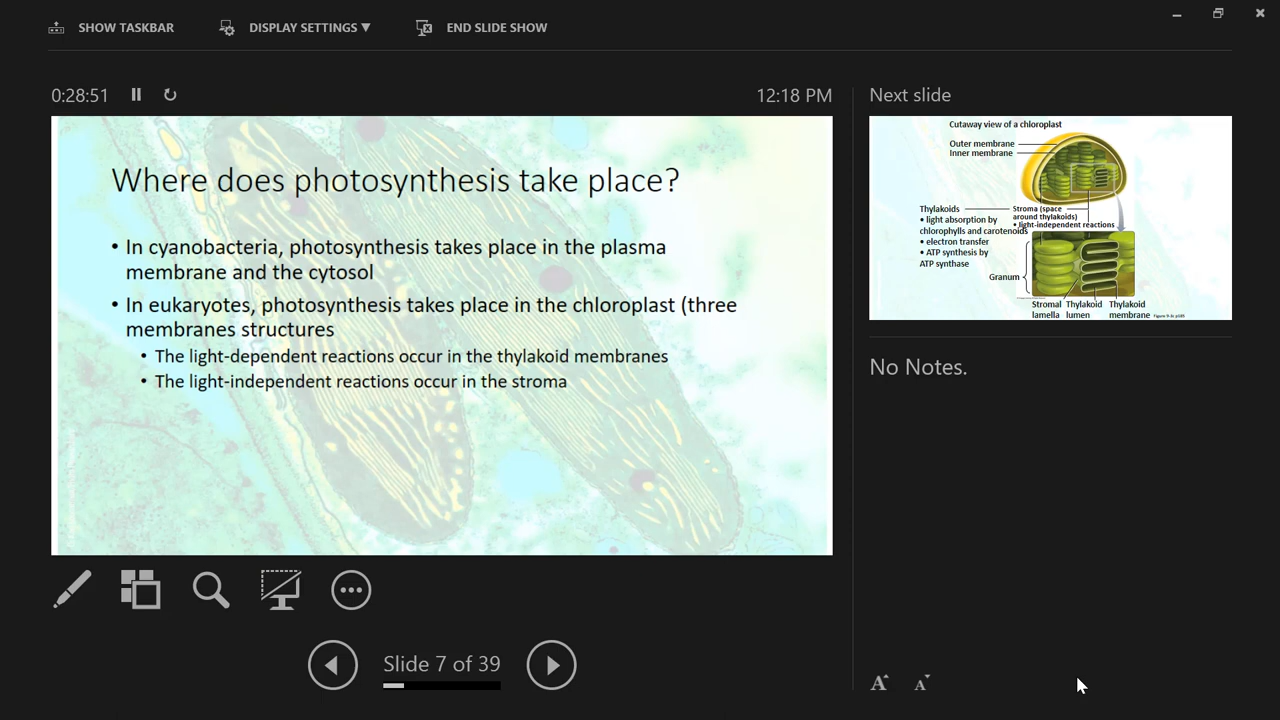 SHOW TASKBAR
DISPLAY SETTINGS ▼
END SLIDE SHOW
0:28:51
12:18 PM
Where does photosynthesis take place?
• In cyanobacteria, photosynthesis takes place in the plasma
membrane and the cytosol
• In eukaryotes, photosynthesis takes place in the chloroplast (three
membranes structures
• The light-dependent reactions occur in the thylakoid membranes
• The light-independent reactions occur in the stroma
Slide 7 of 39
Next slide
Cutaway view of a chloroplast
Outer membrane
Inner membrane
Thylakoids
• light absorption by
chlorophylls and carotenoids
• electron transfer
• ATP synthesis by
ATP synthase
Stroma (space
around thylakoids)
• light-independent reactions
Granum
Stromal
lamella
Thylakoid
lumen
Thylakoid
membrane
No Notes.
A
A